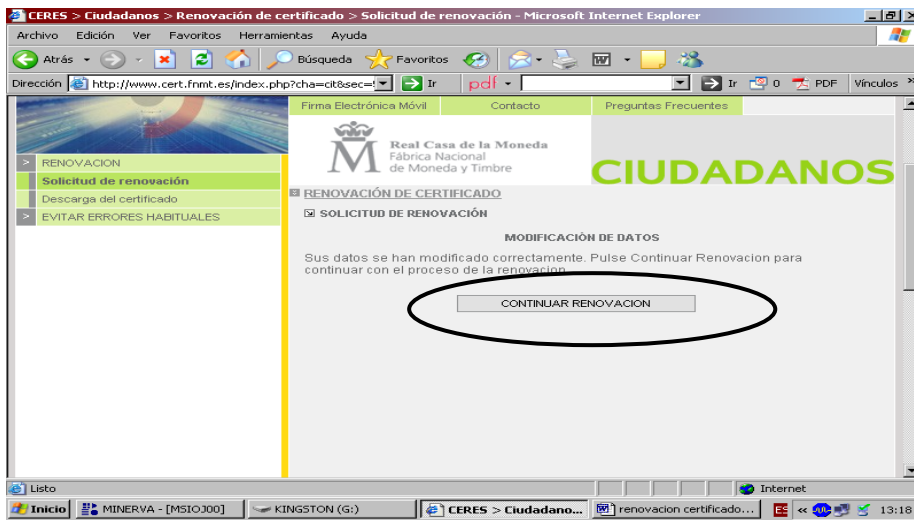 CERES > Ciudadanos > Renovación de certificado > Solicitud de renovación - Microsoft Internet Explorer
Archivo Edición Ver Favoritos Herramientas Ayuda
Atrás Búsqueda Favoritos
Dirección http://www.cert.fnmt.es/index.php?cha=cit&sec= Ir pdf Ir 0 PDF Vínculos »
Firma Electrónica Móvil Contacto Preguntas Frecuentes
Real Casa de la Moneda
Fábrica Nacional
de Moneda y Timbre
M
CIUDADANOS
> RENOVACION
Solicitud de renovación
Descarga del certificado
> EVITAR ERRORES HABITUALES
RENOVACIÓN DE CERTIFICADO
SOLICITUD DE RENOVACIÓN
MODIFICACIÓN DE DATOS
Sus datos se han modificado correctamente. Pulse Continuar Renovacion para
continuar con el proceso de la renovacion
CONTINUAR RENOVACION
Listo Internet
Inicio MINERVA - [MSIOJ00] KINGSTON (G:) CERES > Ciudadano... renovacion certificado... ES « 13:18